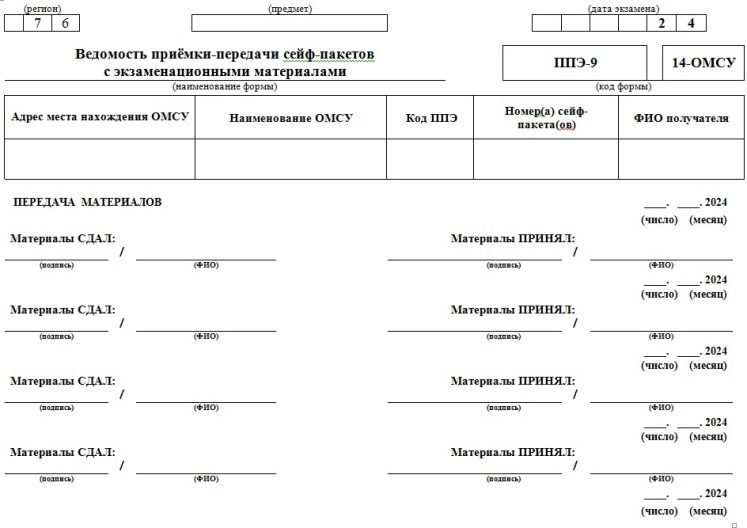 (регион) (предмет) (дата экзамена)
7 6 2 4
Ведомость приёмки-передачи сейф-пакетов
с экзаменационными материалами
ППЭ-9 14-ОМСУ
(наименование формы) (код формы)
Адрес места нахождения ОМСУ Наименование ОМСУ Код ППЭ Номер(а) сейф-пакета(ов) ФИО получателя
ПЕРЕДАЧА МАТЕРИАЛОВ ____. ____. 2024
(число) (месяц)
Материалы СДАЛ: Материалы ПРИНЯЛ:
/ /
(подпись) (ФИО) (подпись) (ФИО)
____. ____. 2024
(число) (месяц)
Материалы СДАЛ: Материалы ПРИНЯЛ:
/ /
(подпись) (ФИО) (подпись) (ФИО)
____. ____. 2024
(число) (месяц)
Материалы СДАЛ: Материалы ПРИНЯЛ:
/ /
(подпись) (ФИО) (подпись) (ФИО)
____. ____. 2024
(число) (месяц)
Материалы СДАЛ: Материалы ПРИНЯЛ:
/ /
(подпись) (ФИО) (подпись) (ФИО)
____. ____. 2024
(число) (месяц)